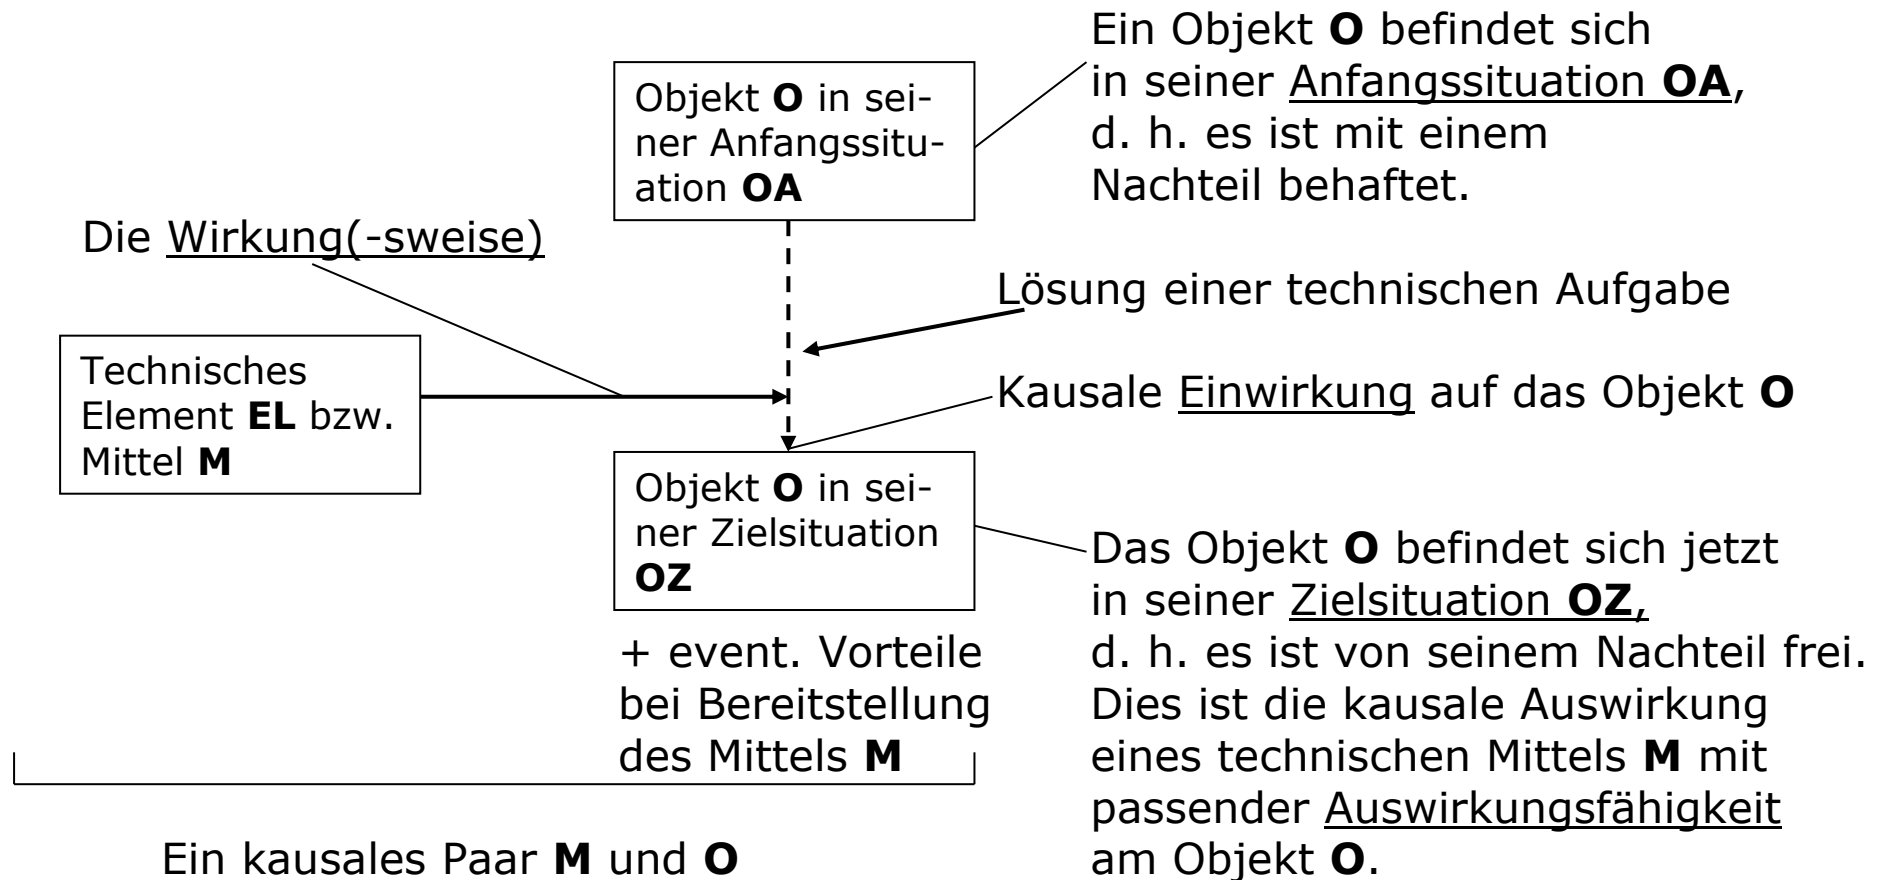 Ein Objekt O befindet sich
in seiner Anfangssituation OA,
d. h. es ist mit einem
Nachteil behaftet.
Objekt O in sei-
ner Anfangssitu-
ation OA
Die Wirkung(-sweise)
Lösung einer technischen Aufgabe
Technisches
Element EL bzw.
Mittel M
Kausale Einwirkung auf das Objekt O
Objekt O in sei-
ner Zielsituation
OZ
Das Objekt O befindet sich jetzt
in seiner Zielsituation OZ,
d. h. es ist von seinem Nachteil frei.
Dies ist die kausale Auswirkung
eines technischen Mittels M mit
passender Auswirkungsfähigkeit
am Objekt O.
+ event. Vorteile
bei Bereitstellung
des Mittels M
Ein kausales Paar M und O